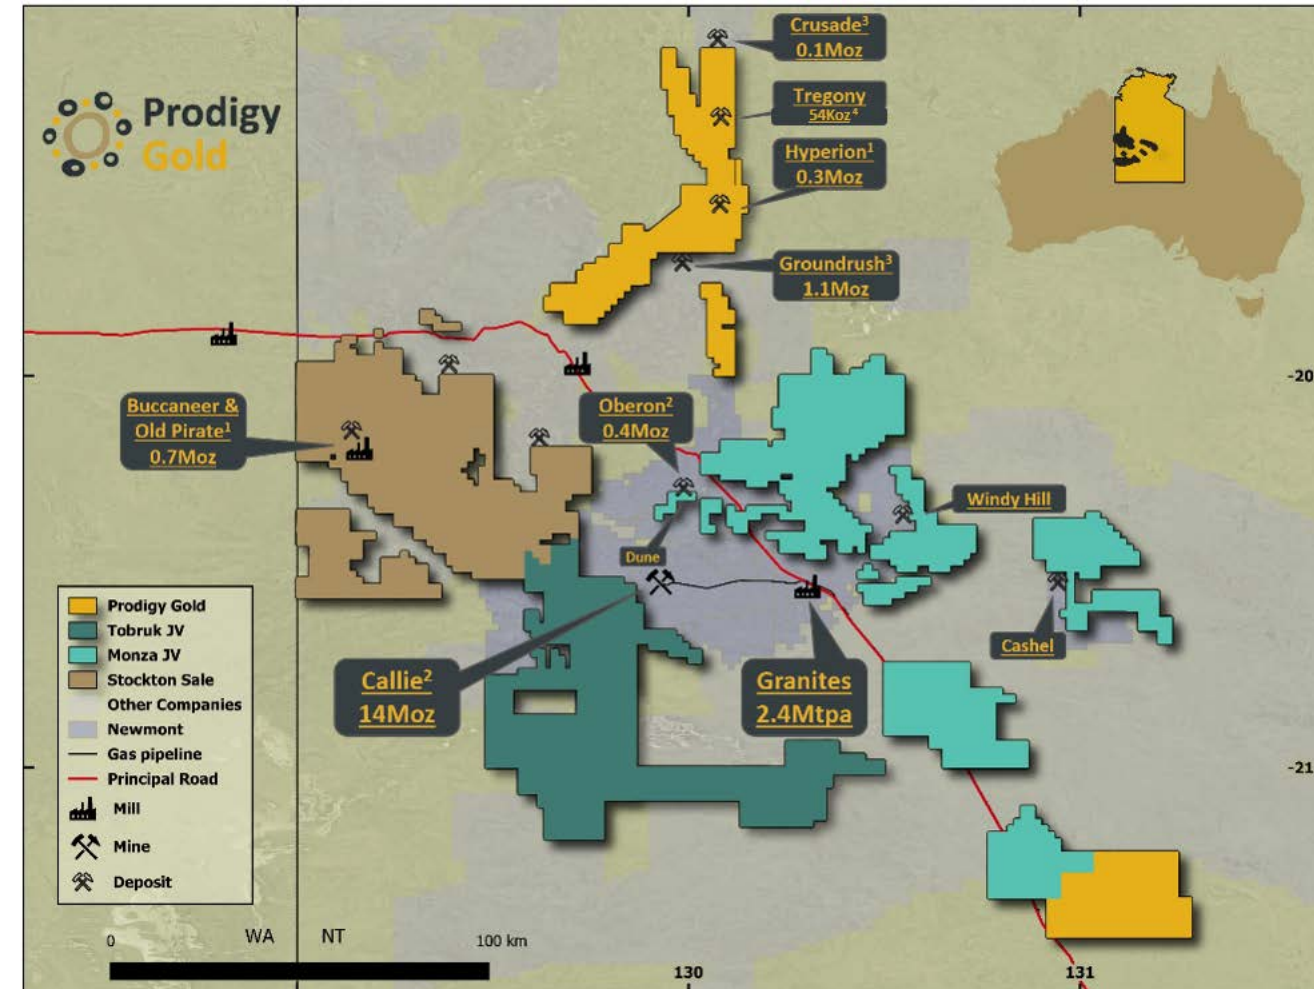 Prodigy
Gold
Crusade³
0.1Moz
Tregony
54Koz⁴
Hyperion¹
0.3Moz
Groundrush³
1.1Moz
-20
Buccaneer &
Old Pirate¹
0.7Moz
Oberon²
0.4Moz
Windy Hill
Dune
Cashel
Callie²
14Moz
Granites
2.4Mtpa
-21
Prodigy Gold
Tobruk JV
Monza JV
Stockton Sale
Other Companies
Newmont
Gas pipeline
Principal Road
Mill
Mine
Deposit
WA NT
0 100 km
130 131